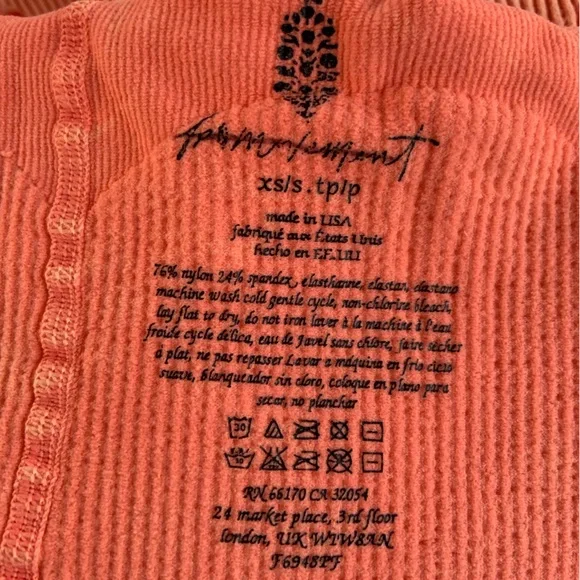 fp movement
xs/s . tp/p
made in USA
fabriqué aux États Unis
hecho en EE.UU
76% nylon 24% spandex, elasthanne, elastan, elastano
machine wash cold gentle cycle, non-chlorine bleach,
lay flat to dry, do not iron laver à la machine à l'eau
froide cycle délica, eau de Javel sans chlore, faire sécher
à plat, ne pas repasser Lavar a máquina en frío ciclo
suave, blanqueador sin cloro, coloque en plano para
secar, no planchar
30
30
RN 66170 CA 32054
24 market place, 3rd floor
london, UK W1W8AN
F6948PF